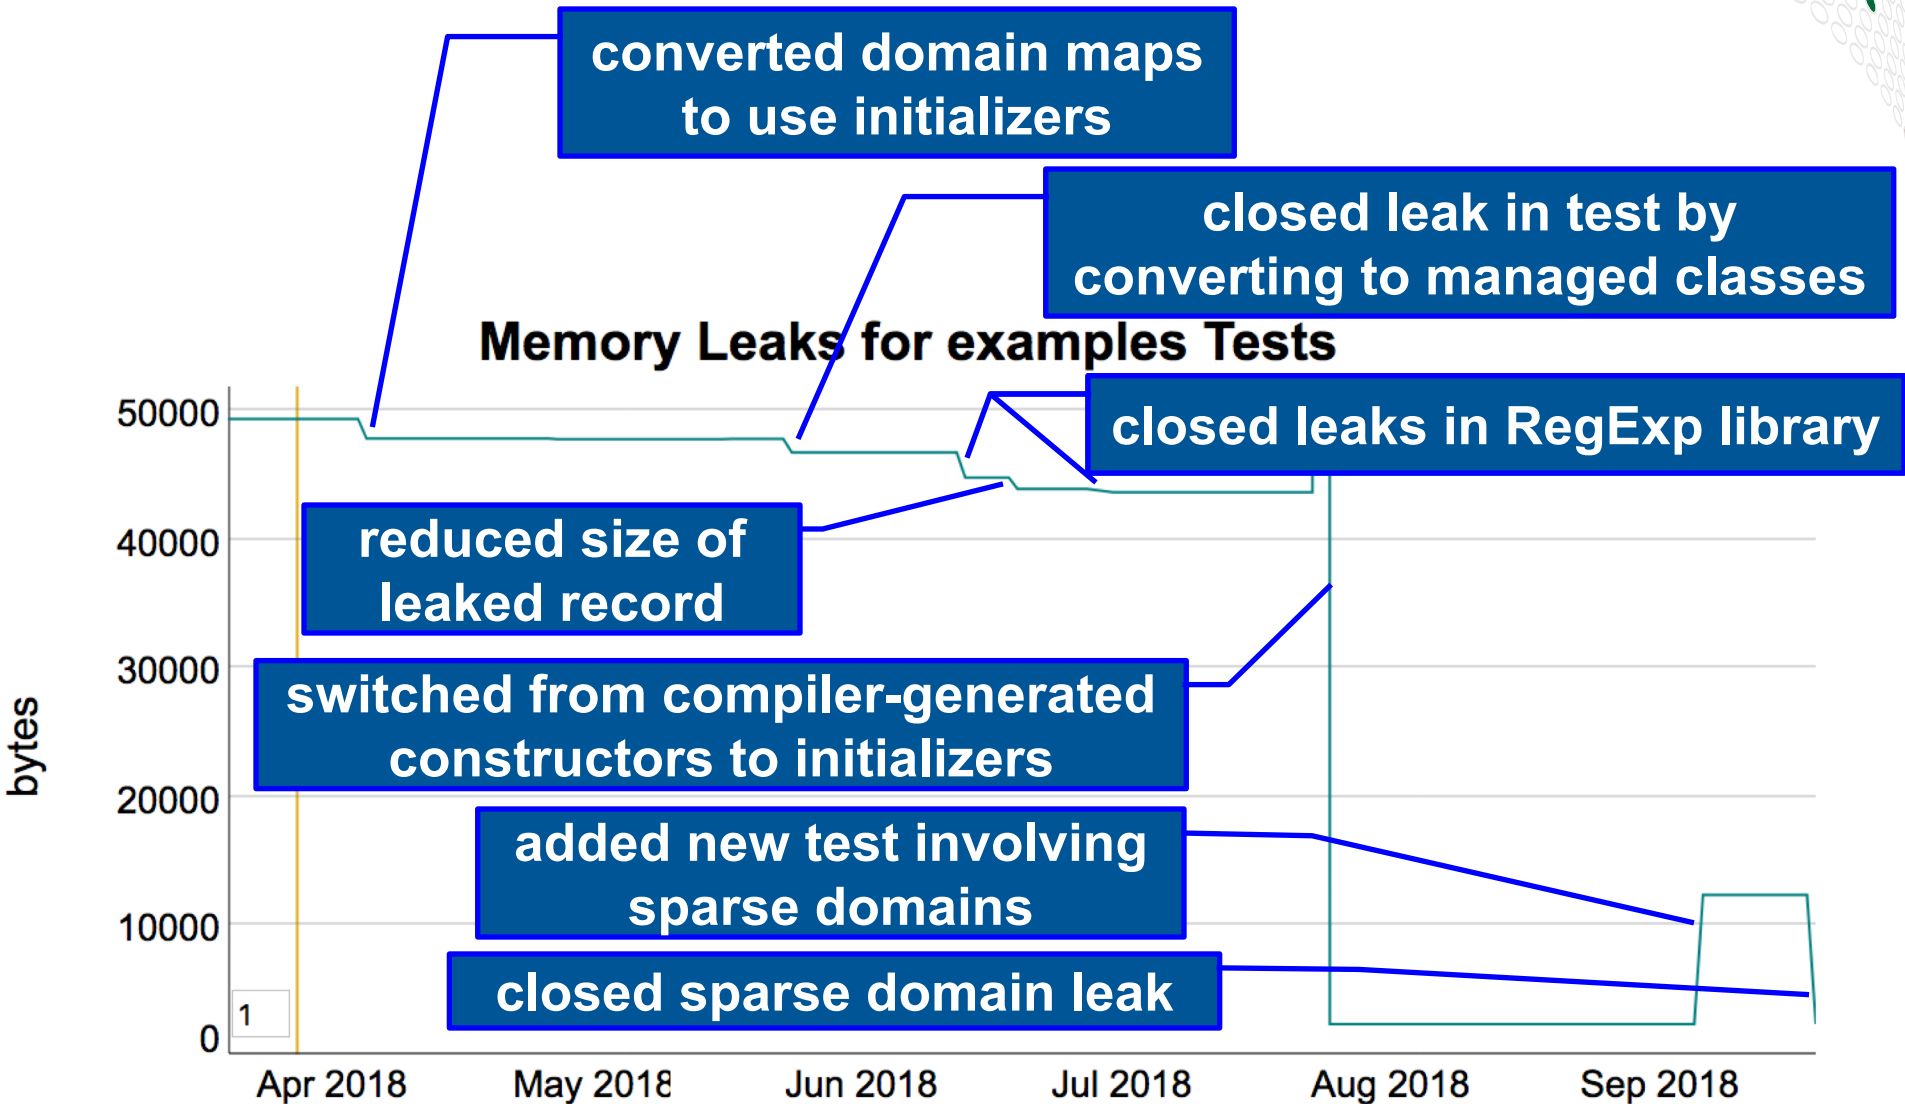 converted domain maps
to use initializers
closed leak in test by
converting to managed classes
Memory Leaks for examples Tests
closed leaks in RegExp library
reduced size of
leaked record
switched from compiler-generated
constructors to initializers
added new test involving
sparse domains
closed sparse domain leak
bytes
50000
40000
30000
20000
10000
0
1
Apr 2018
May 2018
Jun 2018
Jul 2018
Aug 2018
Sep 2018